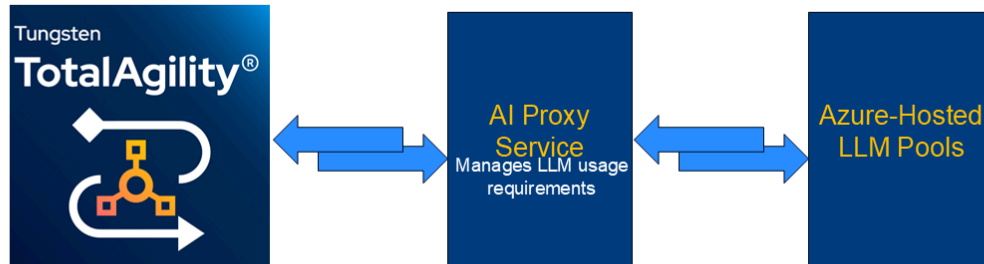 Tungsten
TotalAgility®
AI Proxy
Service
Manages LLM usage
requirements
Azure-Hosted
LLM Pools